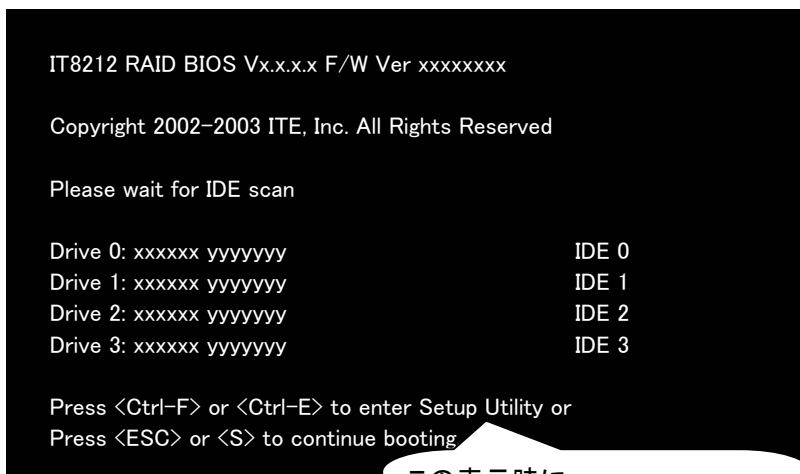 IT8212 RAID BIOS Vx.x.x.x F/W Ver xxxxxxxx
Copyright 2002-2003 ITE, Inc. All Rights Reserved
Please wait for IDE scan
Drive 0: xxxxxx yyyyyyy IDE 0
Drive 1: xxxxxx yyyyyyy IDE 1
Drive 2: xxxxxx yyyyyyy IDE 2
Drive 3: xxxxxx yyyyyyy IDE 3
Press <Ctrl-F> or <Ctrl-E> to enter Setup Utility or
Press <ESC> or <S> to continue booting
この表示時に